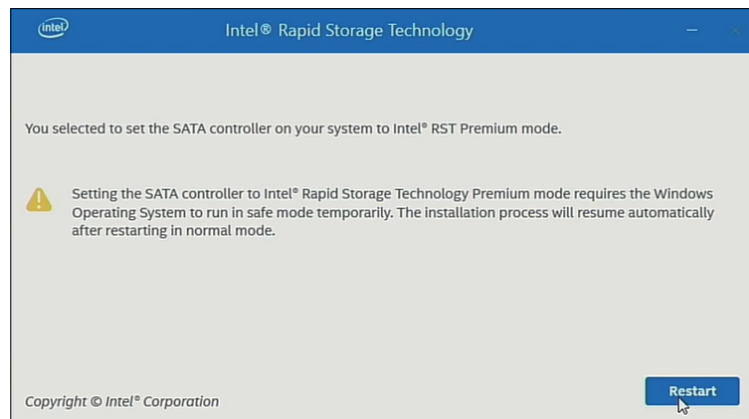 intel
Intel® Rapid Storage Technology
You selected to set the SATA controller on your system to Intel® RST Premium mode.
Setting the SATA controller to Intel® Rapid Storage Technology Premium mode requires the Windows
Operating System to run in safe mode temporarily. The installation process will resume automatically
after restarting in normal mode.
Restart
Copyright © Intel® Corporation